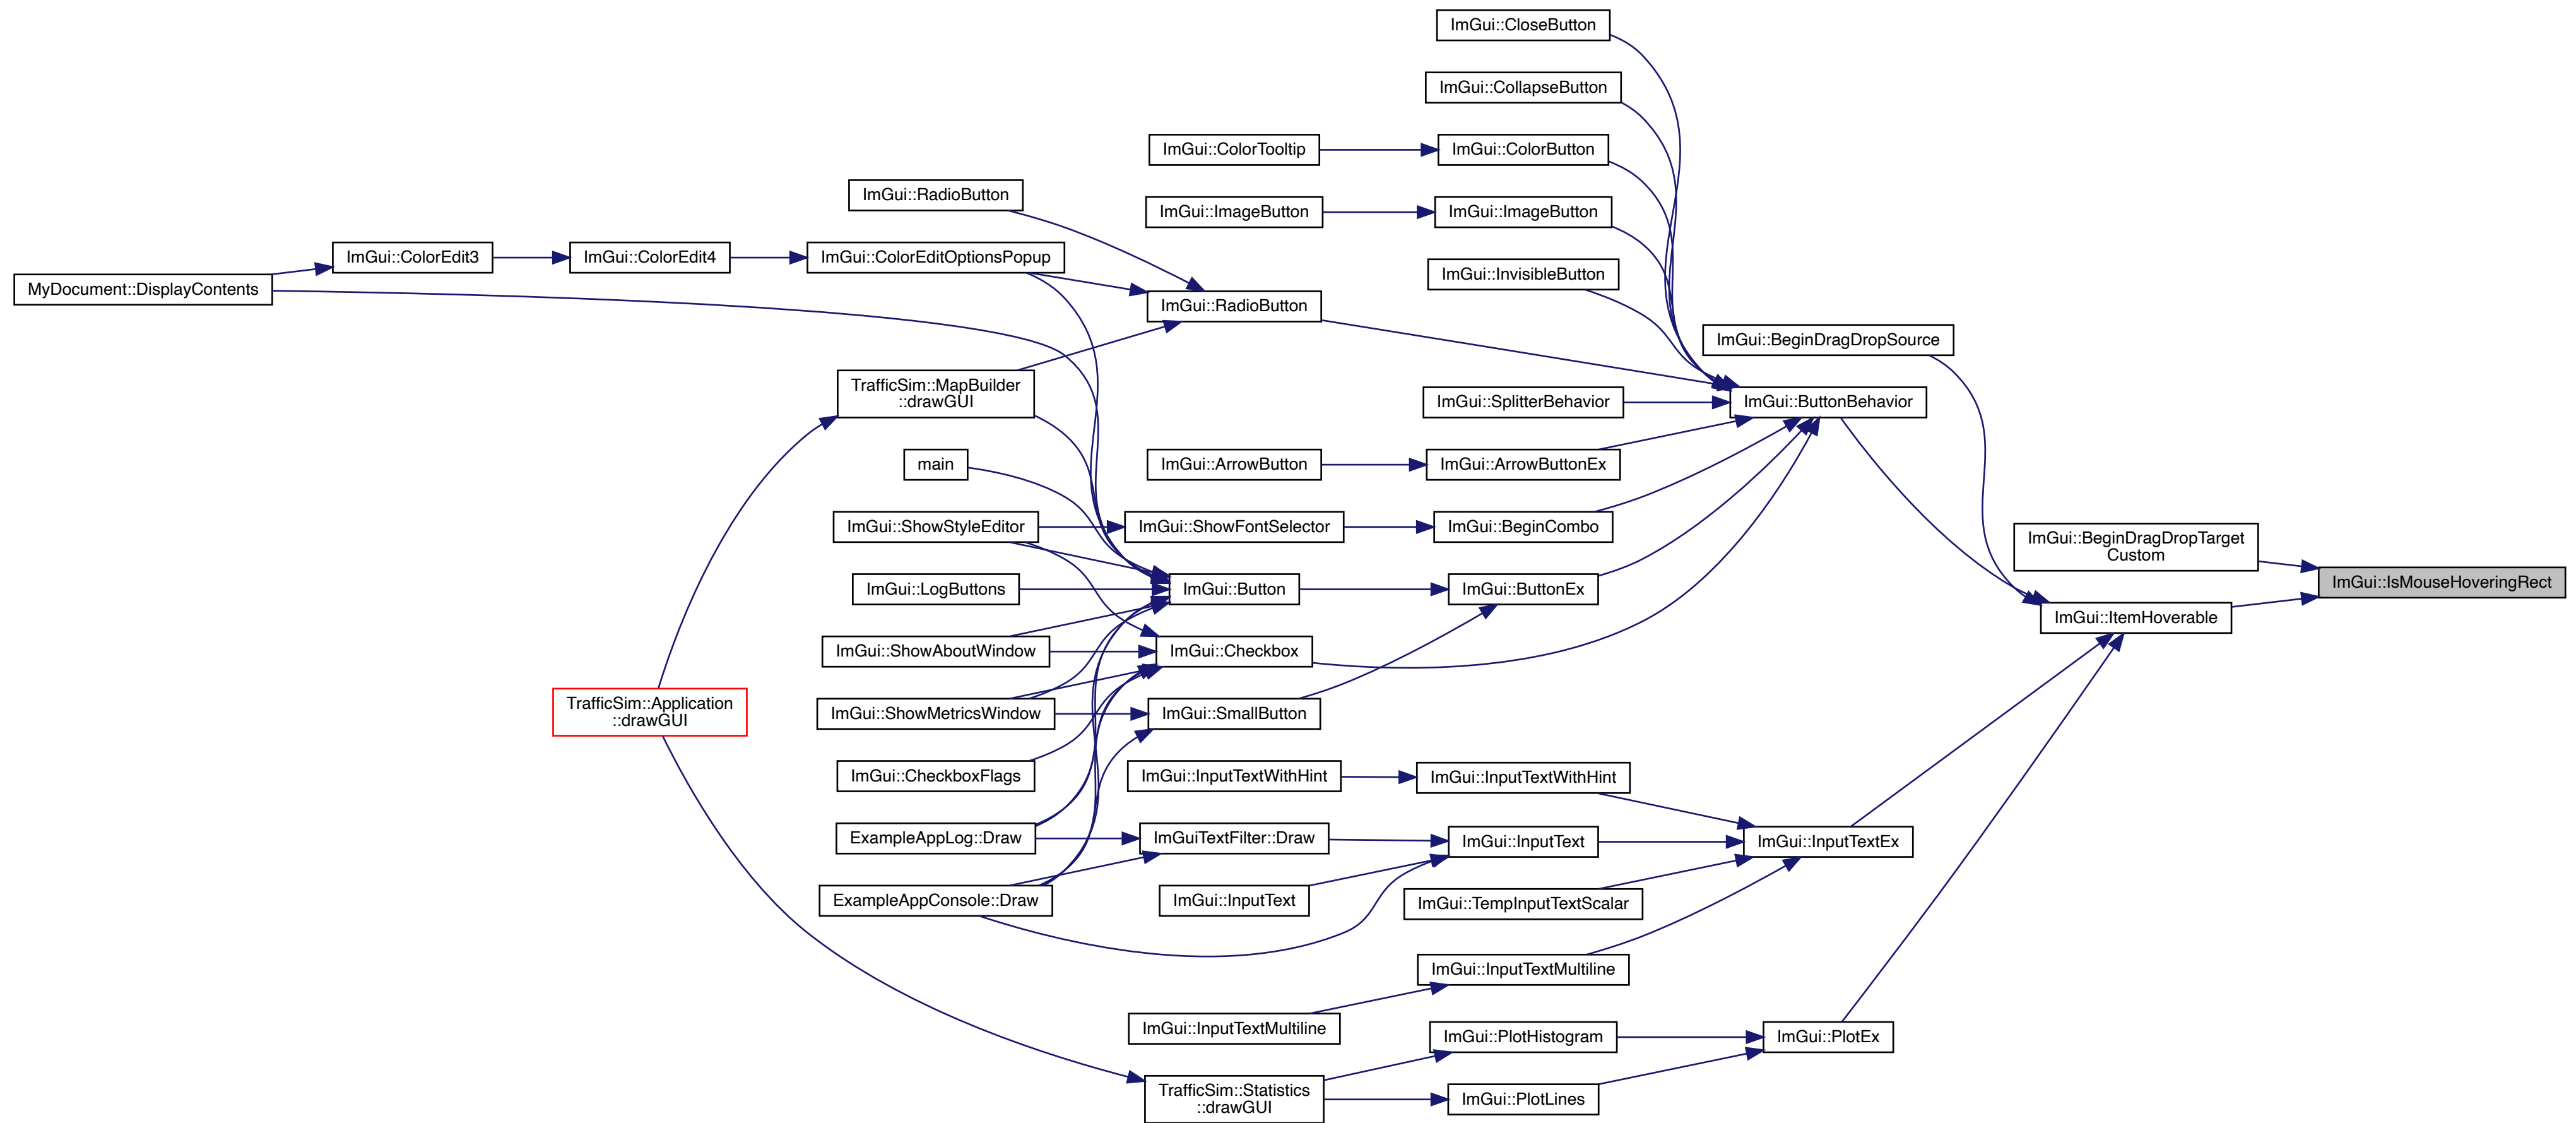 ImGui::CloseButton
ImGui::CollapseButton
ImGui::ColorTooltip
ImGui::ColorButton
ImGui::RadioButton
ImGui::ImageButton
ImGui::ImageButton
ImGui::ColorEdit3
ImGui::ColorEdit4
ImGui::ColorEditOptionsPopup
ImGui::InvisibleButton
MyDocument::DisplayContents
ImGui::RadioButton
ImGui::BeginDragDropSource
TrafficSim::MapBuilder
::drawGUI
ImGui::SplitterBehavior
ImGui::ButtonBehavior
main
ImGui::ArrowButton
ImGui::ArrowButtonEx
ImGui::ShowStyleEditor
ImGui::ShowFontSelector
ImGui::BeginCombo
ImGui::BeginDragDropTarget
Custom
ImGui::IsMouseHoveringRect
ImGui::LogButtons
ImGui::Button
ImGui::ButtonEx
ImGui::ItemHoverable
ImGui::ShowAboutWindow
ImGui::Checkbox
TrafficSim::Application
::drawGUI
ImGui::ShowMetricsWindow
ImGui::SmallButton
ImGui::CheckboxFlags
ImGui::InputTextWithHint
ImGui::InputTextWithHint
ExampleAppLog::Draw
ImGuiTextFilter::Draw
ImGui::InputText
ImGui::InputTextEx
ExampleAppConsole::Draw
ImGui::InputText
ImGui::TempInputTextScalar
ImGui::InputTextMultiline
ImGui::InputTextMultiline
ImGui::PlotHistogram
ImGui::PlotEx
TrafficSim::Statistics
::drawGUI
ImGui::PlotLines